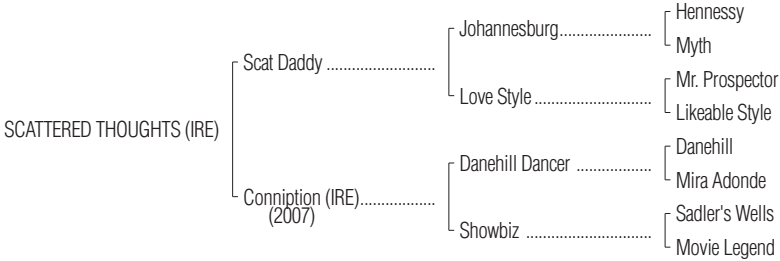 Hennessy
Johannesburg
Myth
Scat Daddy
Mr. Prospector
Love Style
Likeable Style
SCATTERED THOUGHTS (IRE)
Danehill
Danehill Dancer
Mira Adonde
Conniption (IRE)
(2007)
Sadler's Wells
Showbiz
Movie Legend